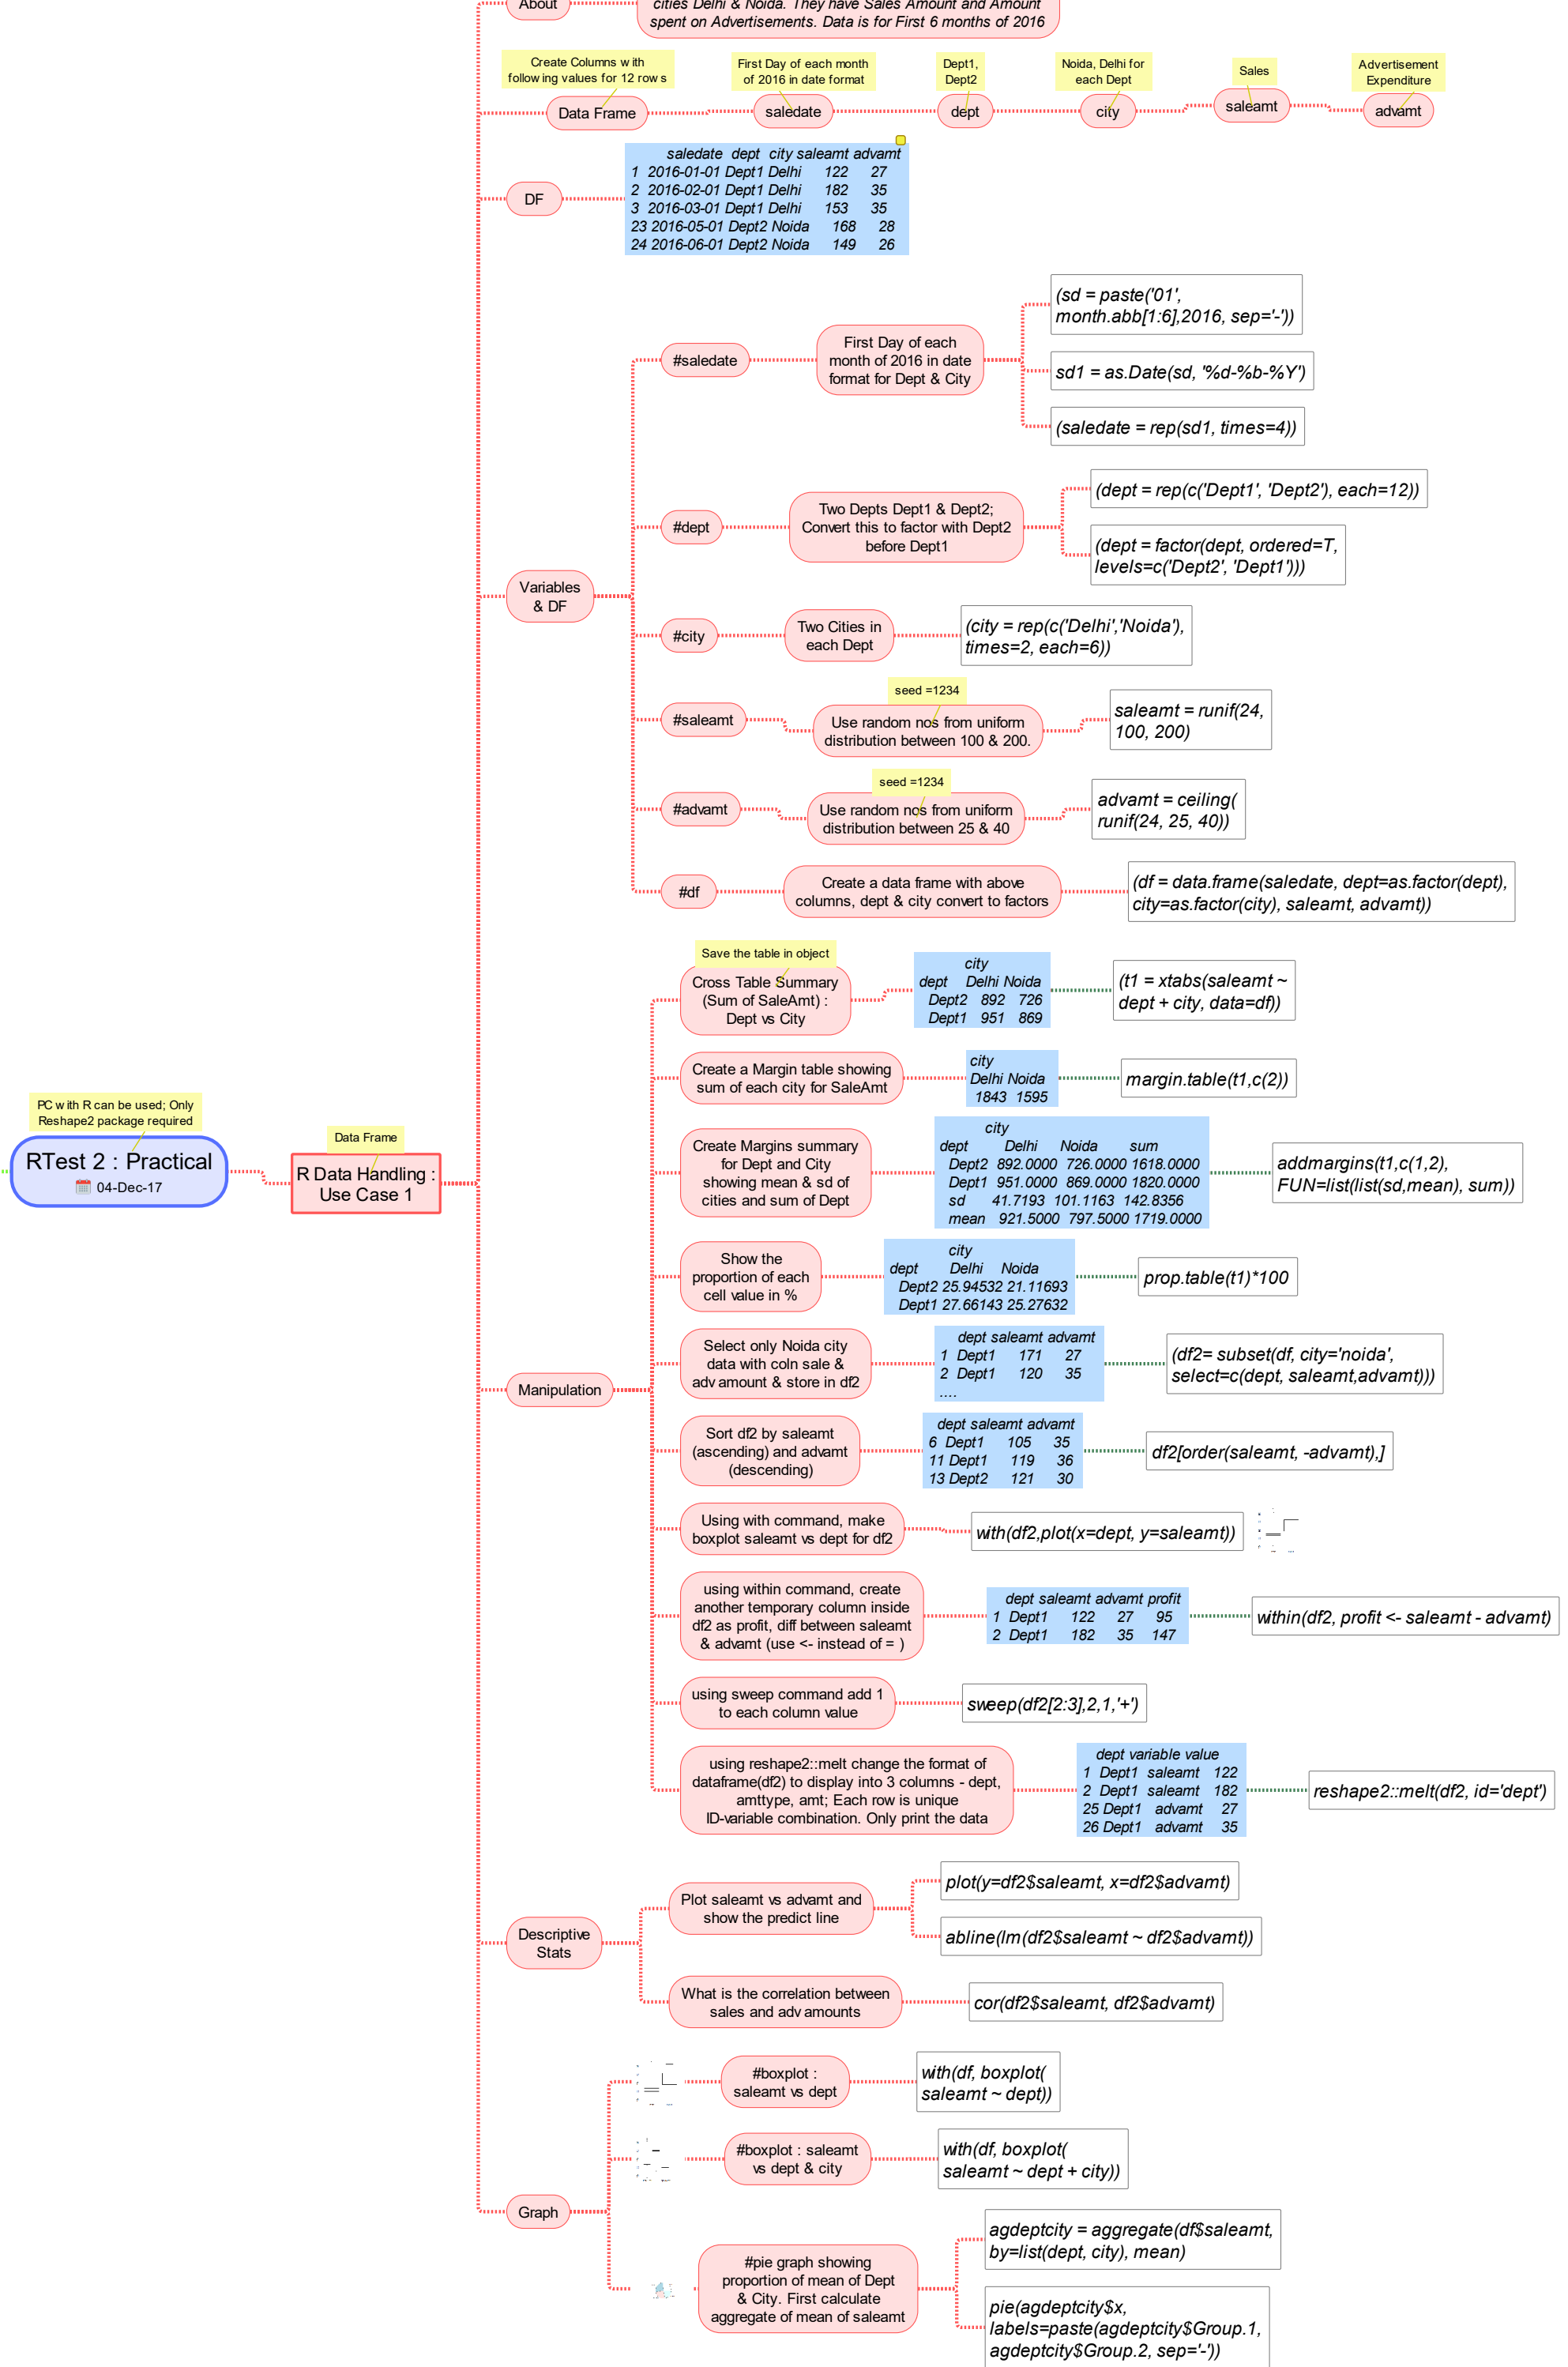 About
cities Delhi & Noida. They have Sales Amount and Amount
spent on Advertisements. Data is for First 6 months of 2016
Create Columns with
following values for 12 rows
Data Frame
First Day of each month
of 2016 in date format
saledate
Dept1,
Dept2
dept
Noida, Delhi for
each Dept
city
Sales
saleamt
Advertisement
Expenditure
advamt
DF
saledate dept city saleamt advamt
1 2016-01-01 Dept1 Delhi 122 27
2 2016-02-01 Dept1 Delhi 182 35
3 2016-03-01 Dept1 Delhi 153 35
23 2016-05-01 Dept2 Noida 168 28
24 2016-06-01 Dept2 Noida 149 26
Variables
& DF
#saledate
First Day of each
month of 2016 in date
format for Dept & City
(sd = paste('01',
month.abb[1:6],2016, sep='-'))
sd1 = as.Date(sd, '%d-%b-%Y')
(saledate = rep(sd1, times=4))
#dept
Two Depts Dept1 & Dept2;
Convert this to factor with Dept2
before Dept1
(dept = rep(c('Dept1', 'Dept2'), each=12))
(dept = factor(dept, ordered=T,
levels=c('Dept2', 'Dept1')))
#city
Two Cities in
each Dept
(city = rep(c('Delhi','Noida'),
times=2, each=6))
#saleamt
seed =1234
Use random nos from uniform
distribution between 100 & 200.
saleamt = runif(24,
100, 200)
#advamt
seed =1234
Use random nos from uniform
distribution between 25 & 40
advamt = ceiling(
runif(24, 25, 40))
#df
Create a data frame with above
columns, dept & city convert to factors
(df = data.frame(saledate, dept=as.factor(dept),
city=as.factor(city), saleamt, advamt))
PC with R can be used; Only
Reshape2 package required
RTest 2 : Practical
04-Dec-17
Data Frame
R Data Handling :
Use Case 1
Manipulation
Save the table in object
Cross Table Summary
(Sum of SaleAmt) :
Dept vs City
city
dept Delhi Noida
Dept2 892 726
Dept1 951 869
(t1 = xtabs(saleamt ~
dept + city, data=df))
Create a Margin table showing
sum of each city for SaleAmt
city
Delhi Noida
1843 1595
margin.table(t1,c(2))
Create Margins summary
for Dept and City
showing mean & sd of
cities and sum of Dept
city
dept Delhi Noida sum
Dept2 892.0000 726.0000 1618.0000
Dept1 951.0000 869.0000 1820.0000
sd 41.7193 101.1163 142.8356
mean 921.5000 797.5000 1719.0000
addmargins(t1,c(1,2),
FUN=list(list(sd,mean), sum))
Show the
proportion of each
cell value in %
city
dept Delhi Noida
Dept2 25.94532 21.11693
Dept1 27.66143 25.27632
prop.table(t1)*100
Select only Noida city
data with coln sale &
adv amount & store in df2
dept saleamt advamt
1 Dept1 171 27
2 Dept1 120 35
....
(df2= subset(df, city='noida',
select=c(dept, saleamt,advamt)))
Sort df2 by saleamt
(ascending) and advamt
(descending)
dept saleamt advamt
6 Dept1 105 35
11 Dept1 119 36
13 Dept2 121 30
df2[order(saleamt, -advamt),]
Using with command, make
boxplot saleamt vs dept for df2
with(df2,plot(x=dept, y=saleamt))
using within command, create
another temporary column inside
df2 as profit, diff between saleamt
& advamt (use <- instead of = )
dept saleamt advamt profit
1 Dept1 122 27 95
2 Dept1 182 35 147
within(df2, profit <- saleamt - advamt)
using sweep command add 1
to each column value
sweep(df2[2:3],2,1,'+')
using reshape2::melt change the format of
dataframe(df2) to display into 3 columns - dept,
amttype, amt; Each row is unique
ID-variable combination. Only print the data
dept variable value
1 Dept1 saleamt 122
2 Dept1 saleamt 182
25 Dept1 advamt 27
26 Dept1 advamt 35
reshape2::melt(df2, id='dept')
Descriptive
Stats
Plot saleamt vs advamt and
show the predict line
plot(y=df2$saleamt, x=df2$advamt)
abline(lm(df2$saleamt ~ df2$advamt))
What is the correlation between
sales and adv amounts
cor(df2$saleamt, df2$advamt)
Graph
#boxplot :
saleamt vs dept
with(df, boxplot(
saleamt ~ dept))
#boxplot : saleamt
vs dept & city
with(df, boxplot(
saleamt ~ dept + city))
#pie graph showing
proportion of mean of Dept
& City. First calculate
aggregate of mean of saleamt
agdeptcity = aggregate(df$saleamt,
by=list(dept, city), mean)
pie(agdeptcity$x,
labels=paste(agdeptcity$Group.1,
agdeptcity$Group.2, sep='-'))